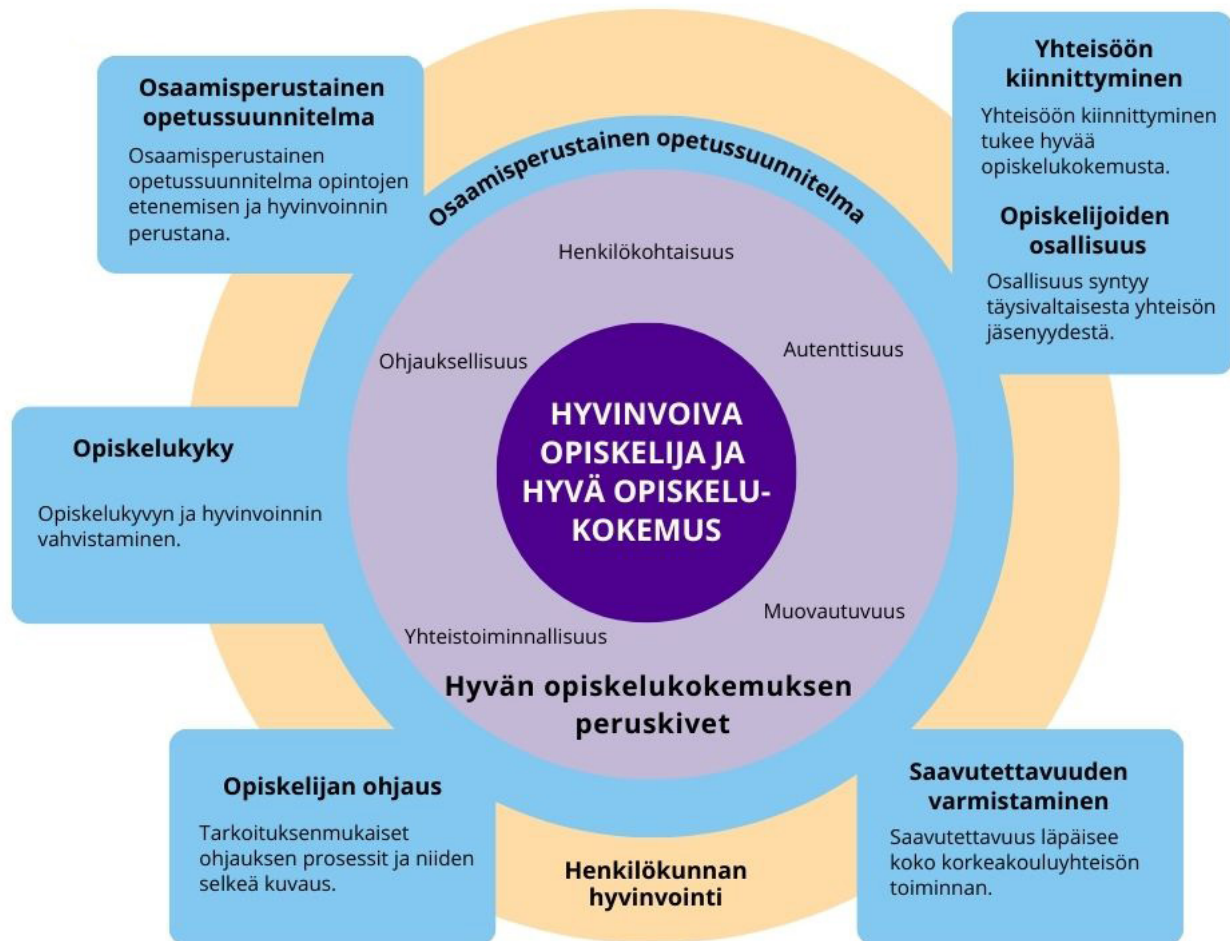 Osaamisperustainen
opetussuunnitelma
Osaamisperustainen
opetussuunnitelma opintojen
etenemisen ja hyvinvoinnin
perustana.
Yhteisöön
kiinnittyminen
Yhteisöön kiinnittyminen
tukee hyvää
opiskelukokemusta.
Opiskelijoiden
osallisuus
Osallisuus syntyy
täysivaltaisesta yhteisön
jäsenyydestä.
Osaamisperustainen opetussuunnitelma
Henkilökohtaisuus
Ohjauksellisuus
Autenttisuus
HYVINVOIVA
OPISKELIJA JA
HYVÄ OPISKELU-
KOKEMUS
Opiskelukyky
Opiskelukyvyn ja hyvinvoinnin
vahvistaminen.
Yhteistoiminnallisuus
Muovautuvuus
Hyvän opiskelukokemuksen
peruskivet
Opiskelijan ohjaus
Tarkoituksenmukaiset
ohjauksen prosessit ja niiden
selkeä kuvaus.
Henkilökunnan
hyvinvointi
Saavutettavuuden
varmistaminen
Saavutettavuus läpäisee
koko korkeakouluyhteisön
toiminnan.